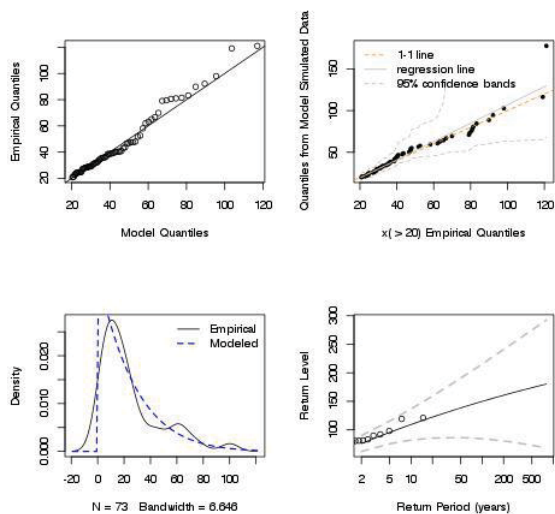 Empirical Quantiles
20 40 60 80 100
20 40 60 80 100 120
Model Quantiles
Quantiles from Model Simulated Data
50 100 150
1-1 line
regression line
95% confidence bands
20 40 60 80 100 120
x( > 20) Empirical Quantiles
Density
0.000 0.010 0.020
Empirical
Modeled
-20 0 20 40 60 80 100
N = 73 Bandwidth = 6.646
Return Level
100 150 200 250 300
2 5 10 50 200 500
Return Period (years)